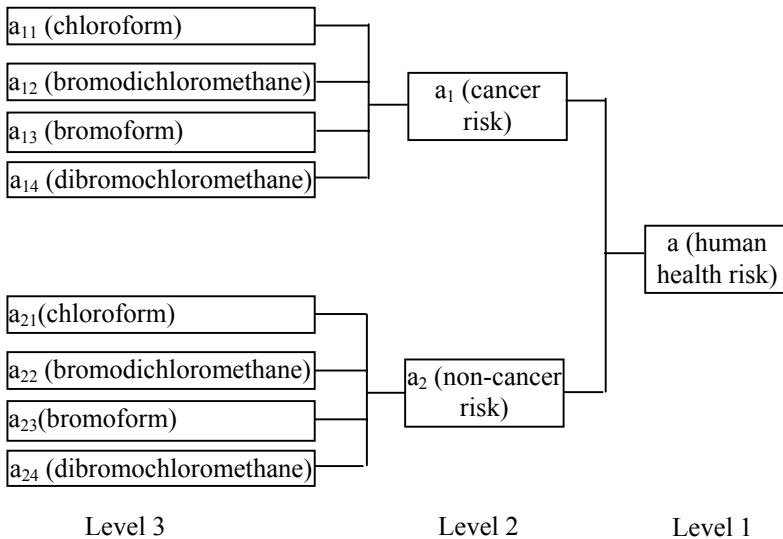 a₁₁ (chloroform)
a₁₂ (bromodichloromethane)
a₁₃ (bromoform)
a₁₄ (dibromochloromethane)
a₁ (cancer
risk)
a (human
health risk)
a₂₁(chloroform)
a₂₂ (bromodichloromethane)
a₂₃(bromoform)
a₂₄ (dibromochloromethane)
a₂ (non-cancer
risk)
Level 3 Level 2 Level 1